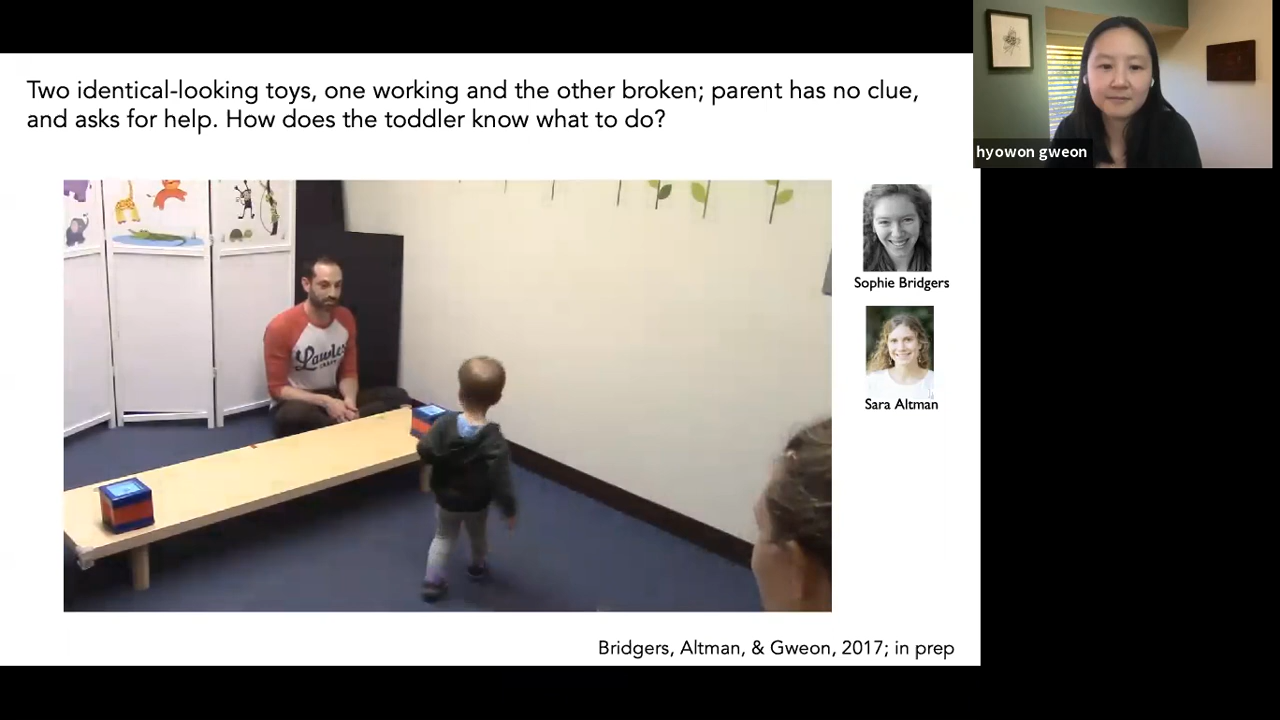 Two identical-looking toys, one working and the other broken; parent has no clue,
and asks for help. How does the toddler know what to do?
hyowon gweon
Sophie Bridgers
Sara Altman
Bridgers, Altman, & Gweon, 2017; in prep